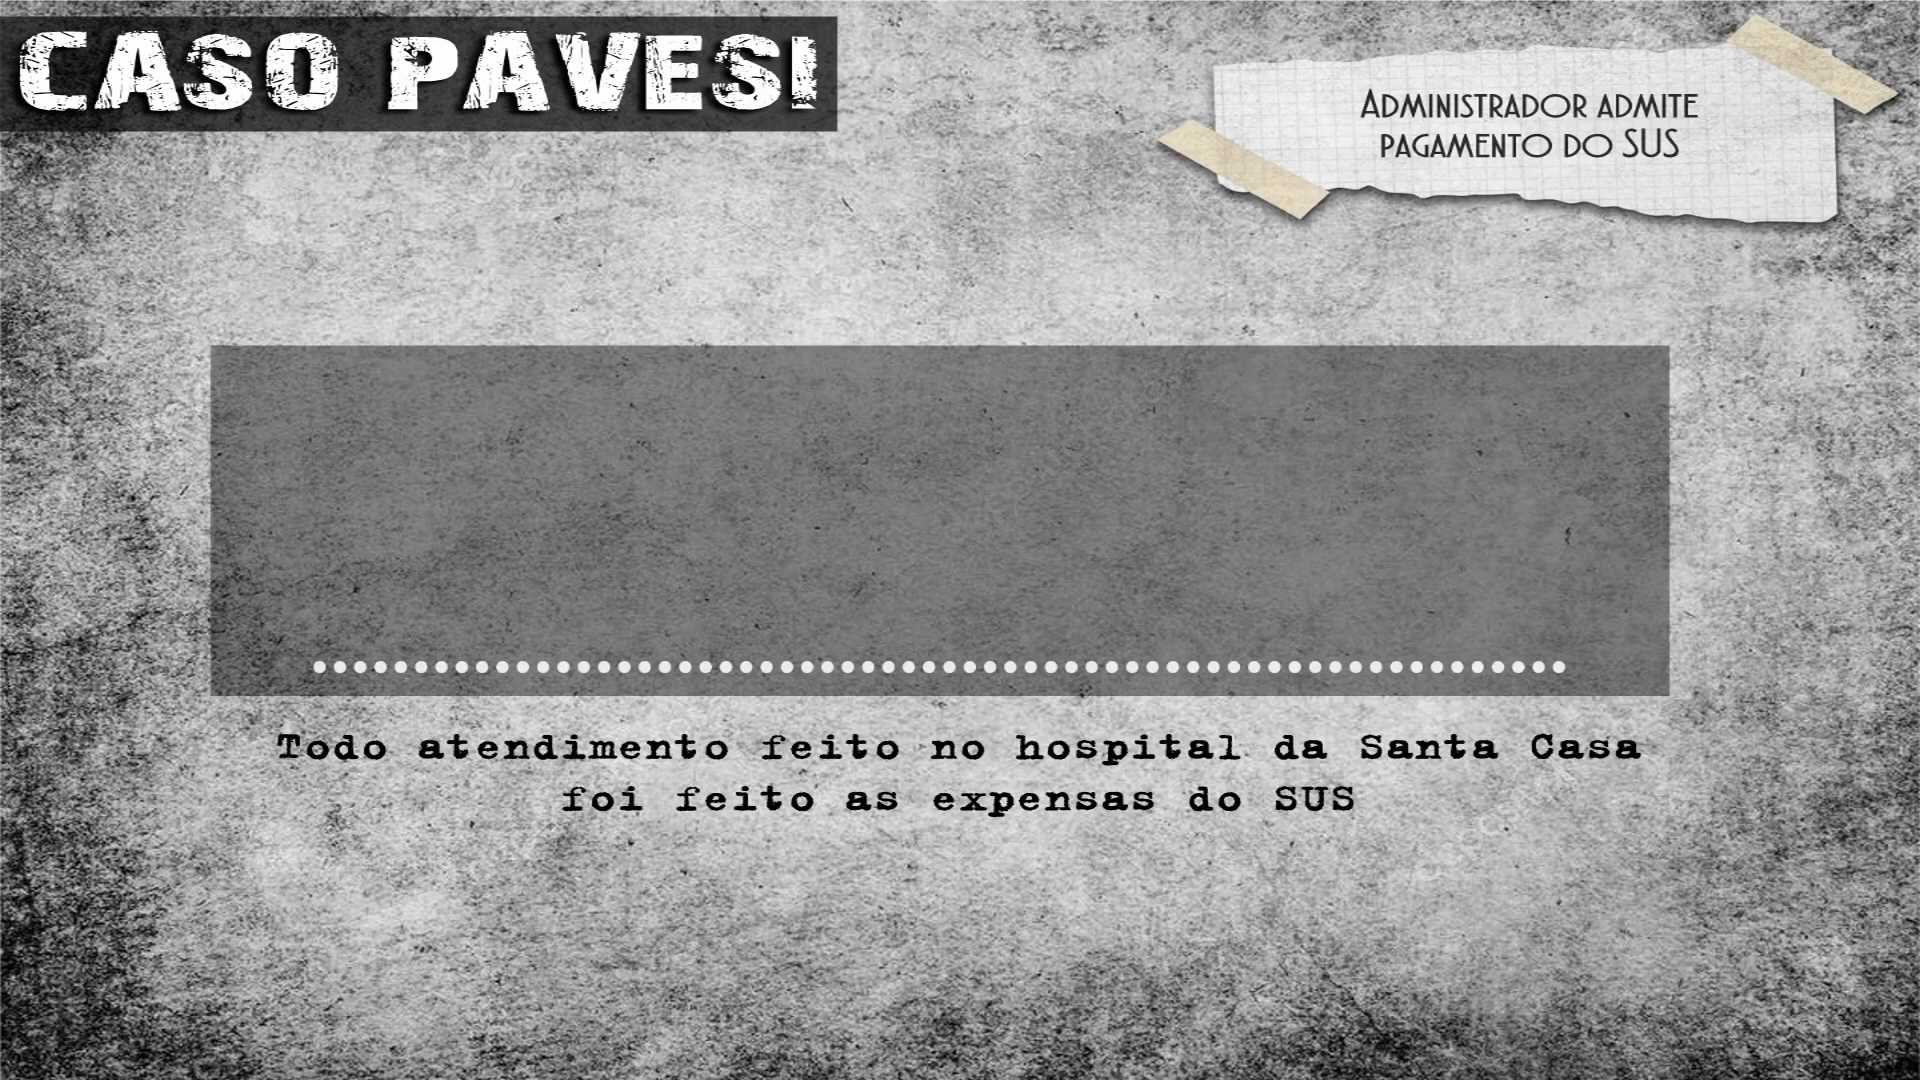 CASO PAVESI
Administrador admite
pagamento do SUS
Todo atendimento feito no hospital da Santa Casa
foi feito as expensas do SUS